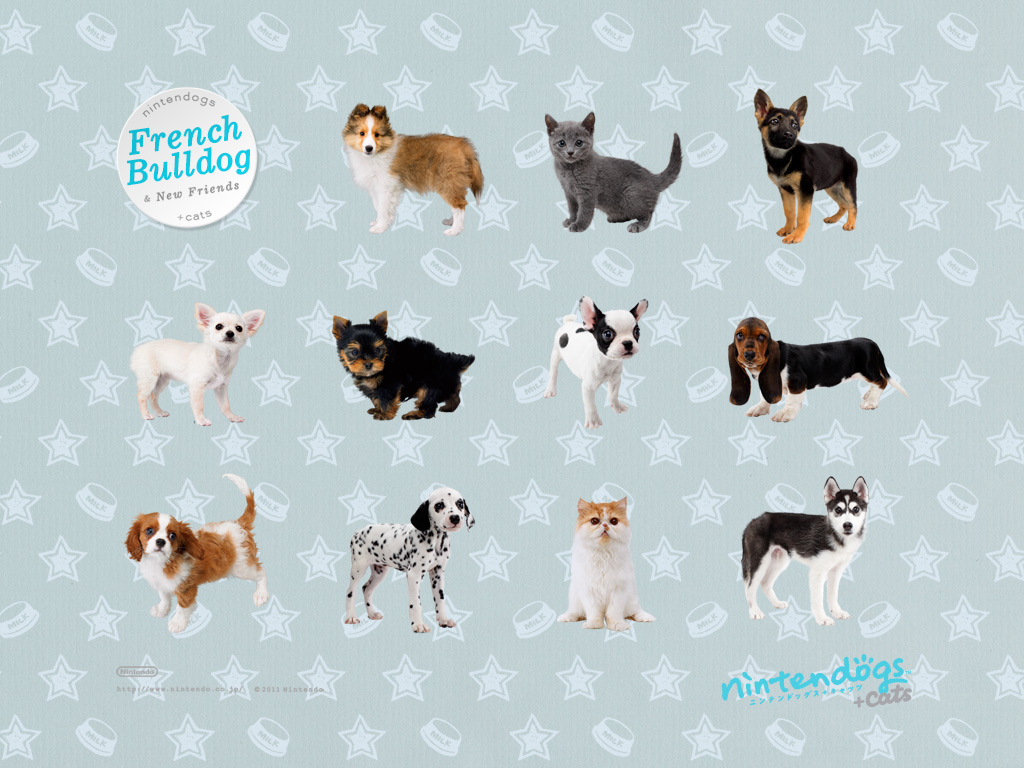 nintendogs
French
Bulldog
& New Friends
+cats
Nintendo
http://www.nintendo.co.jp/ © 2011 Nintendo
nintendogs™
ニンテンドッグス+キャッツ
+cats
MILK